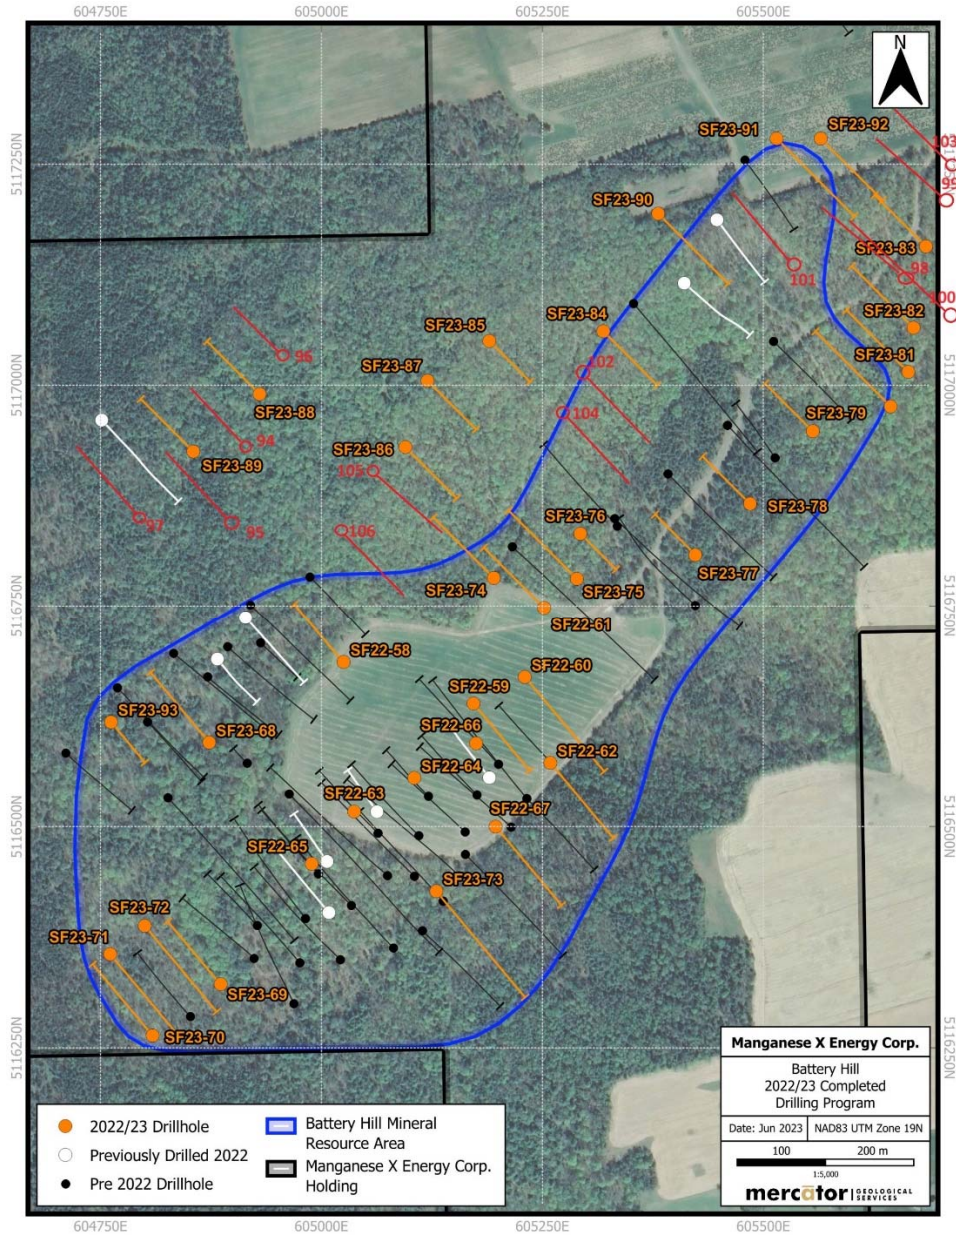 604750E
605000E
605250E
605500E
N
5117250N
5117000N
5116750N
5116500N
5116250N
SF23-91
SF23-92
103
99
SF23-90
101
SF23-83
98
100
SF23-82
SF23-81
SF23-85
SF23-84
96
SF23-87
102
SF23-88
104
SF23-79
94
SF23-89
SF23-86
105
SF23-78
97
95
106
SF23-76
SF23-77
SF23-74
SF23-75
SF22-61
SF22-58
SF22-60
SF22-59
SF23-93
SF23-68
SF22-66
SF22-62
SF22-64
SF22-63
SF22-67
SF22-65
SF23-73
SF23-72
SF23-71
SF23-69
SF23-70
5117000N
5116750N
5116500N
5116250N
2022/23 Drillhole
Previously Drilled 2022
Pre 2022 Drillhole
Battery Hill Mineral
Resource Area
Manganese X Energy Corp.
Holding
Manganese X Energy Corp.
Battery Hill
2022/23 Completed
Drilling Program
Date: Jun 2023
NAD83 UTM Zone 19N
100
200 m
1:5,000
mercātor GEOLOGICAL
SERVICES
604750E
605000E
605250E
605500E